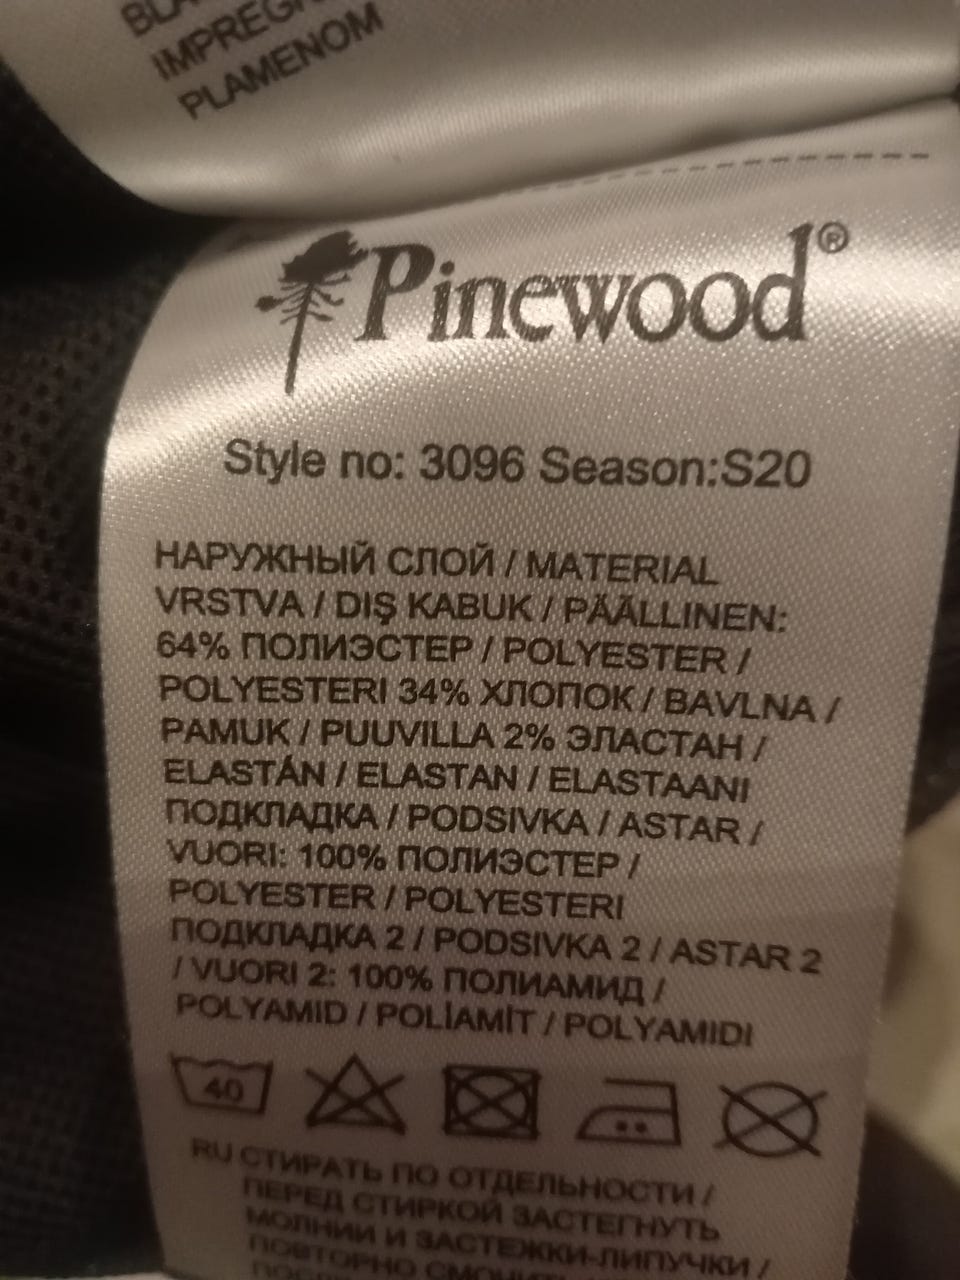 IMPREGN
PLAMENOM
Pinewood®
Style no: 3096 Season:S20
НАРУЖНЫЙ СЛОЙ / MATERIAL
VRSTVA / DIŞ KABUK / PÄÄLLINEN:
64% ПОЛИЭСТЕР / POLYESTER /
POLYESTERI 34% ХЛОПОК / BAVLNA /
PAMUK / PUUVILLA 2% ЭЛАСТАН /
ELASTÁN / ELASTAN / ELASTAANI
ПОДКЛАДКА / PODSIVKA / ASTAR /
VUORI: 100% ПОЛИЭСТЕР /
POLYESTER / POLYESTERI
ПОДКЛАДКА 2 / PODSIVKA 2 / ASTAR 2
/ VUORI 2: 100% ПОЛИАМИД /
POLYAMID / POLİAMİT / POLYAMIDI
40
RU СТИРАТЬ ПО ОТДЕЛЬНОСТИ /
ПЕРЕД СТИРКОЙ ЗАСТЕГНУТЬ
МОЛНИИ И ЗАСТЕЖКИ-ЛИПУЧКИ /
ПОВТОРНО